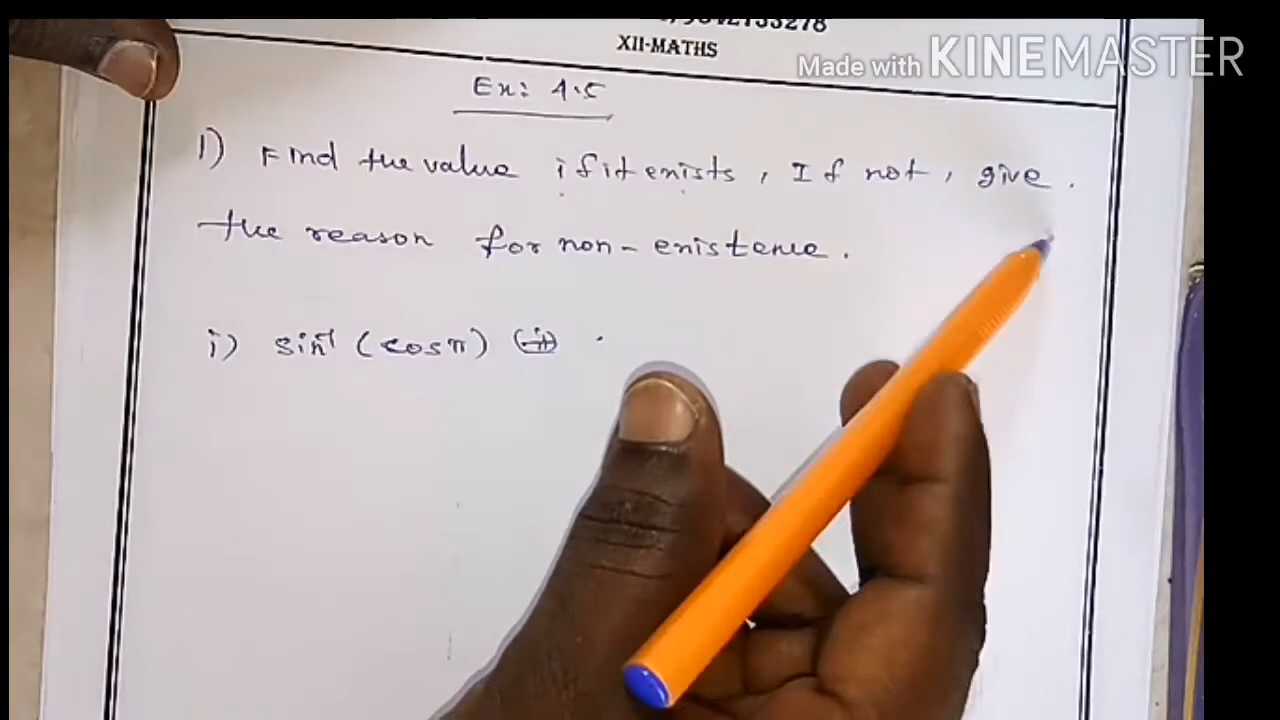 XII-MATHS
Made with KINEMASTER
Ex: 4.5
1) Find the value if it exists, If not, give.
the reason for non-existence.
i) sin⁻¹ (cos π)